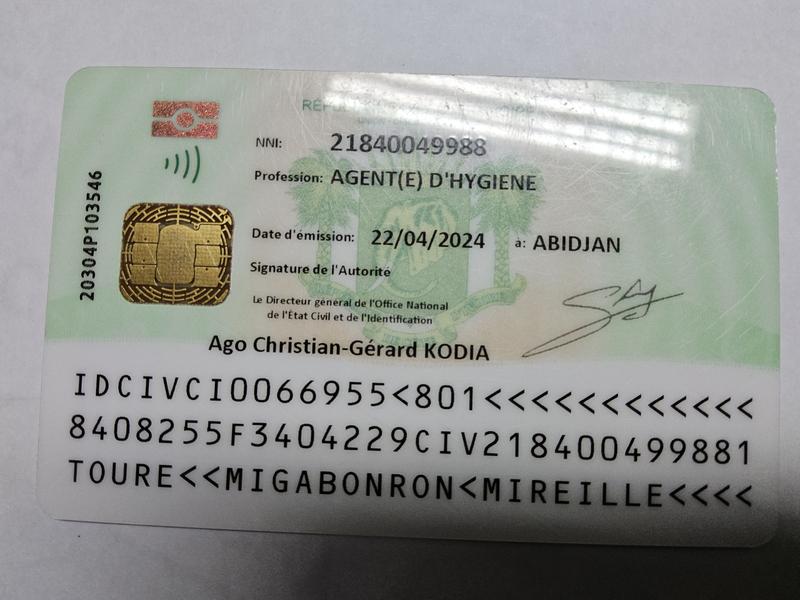 NNI: 21840049988
Profession: AGENT(E) D'HYGIENE
Date d'émission: 22/04/2024 à: ABIDJAN
Signature de l'Autorité
Le Directeur général de l'Office National
de l'État Civil et de l'Identification
Ago Christian-Gérard KODIA
20304P103546
IDCIVCI0066955<801<<<<<<<<<<<<
8408255F3404229CIV218400499881
TOURE<<MIGABONRON<MIREILLE<<<<